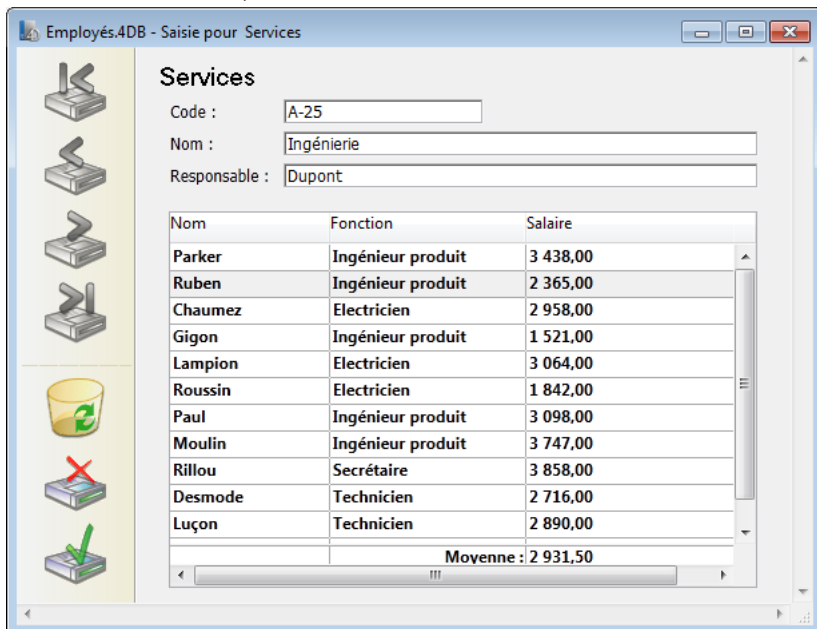 Employés.4DB - Saisie pour Services
Services
Code : A-25
Nom : Ingénierie
Responsable : Dupont
Nom Fonction Salaire
Parker Ingénieur produit 3 438,00
Ruben Ingénieur produit 2 365,00
Chaumez Electricien 2 958,00
Gigon Ingénieur produit 1 521,00
Lampion Electricien 3 064,00
Roussin Electricien 1 842,00
Paul Ingénieur produit 3 098,00
Moulin Ingénieur produit 3 747,00
Rillou Secrétaire 3 858,00
Desmode Technicien 2 716,00
Luçon Technicien 2 890,00
Moyenne : 2 931,50